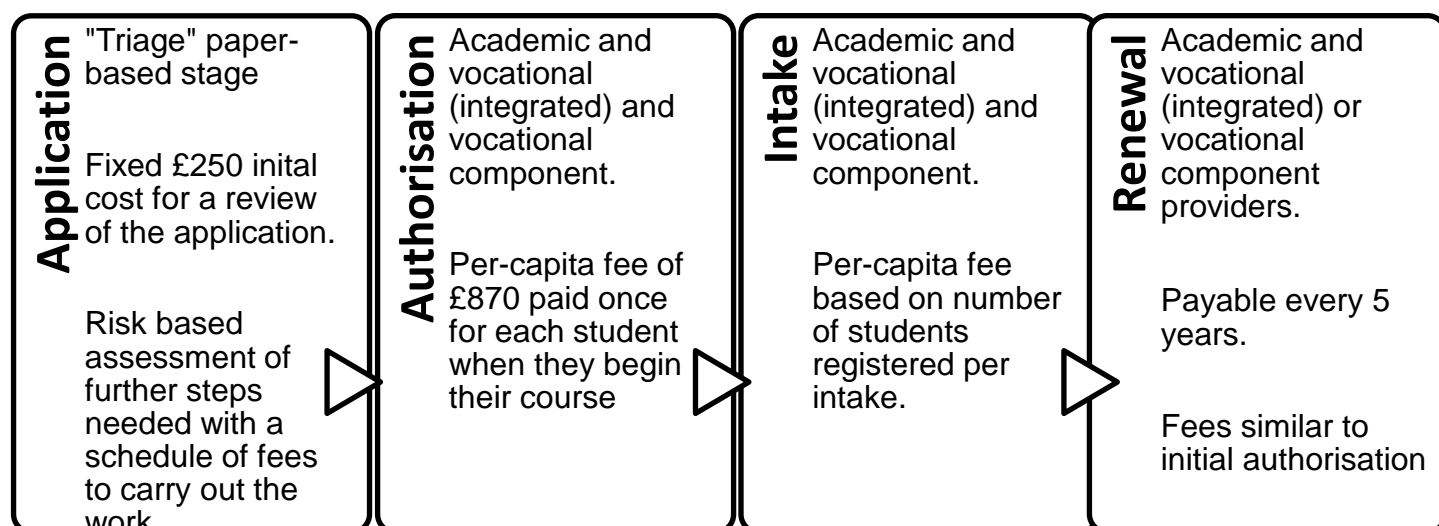 Application
"Triage" paper-
based stage
Fixed £250 inital
cost for a review
of the application.
Risk based
assessment of
further steps
needed with a
schedule of fees
to carry out the
work
Authorisation
Academic and
vocational
(integrated) and
vocational
component.
Per-capita fee of
£870 paid once
for each student
when they begin
their course
Intake
Academic and
vocational
(integrated) and
vocational
component.
Per-capita fee
based on number
of students
registered per
intake.
Renewal
Academic and
vocational
(integrated) or
vocational
component
providers.
Payable every 5
years.
Fees similar to
initial authorisation